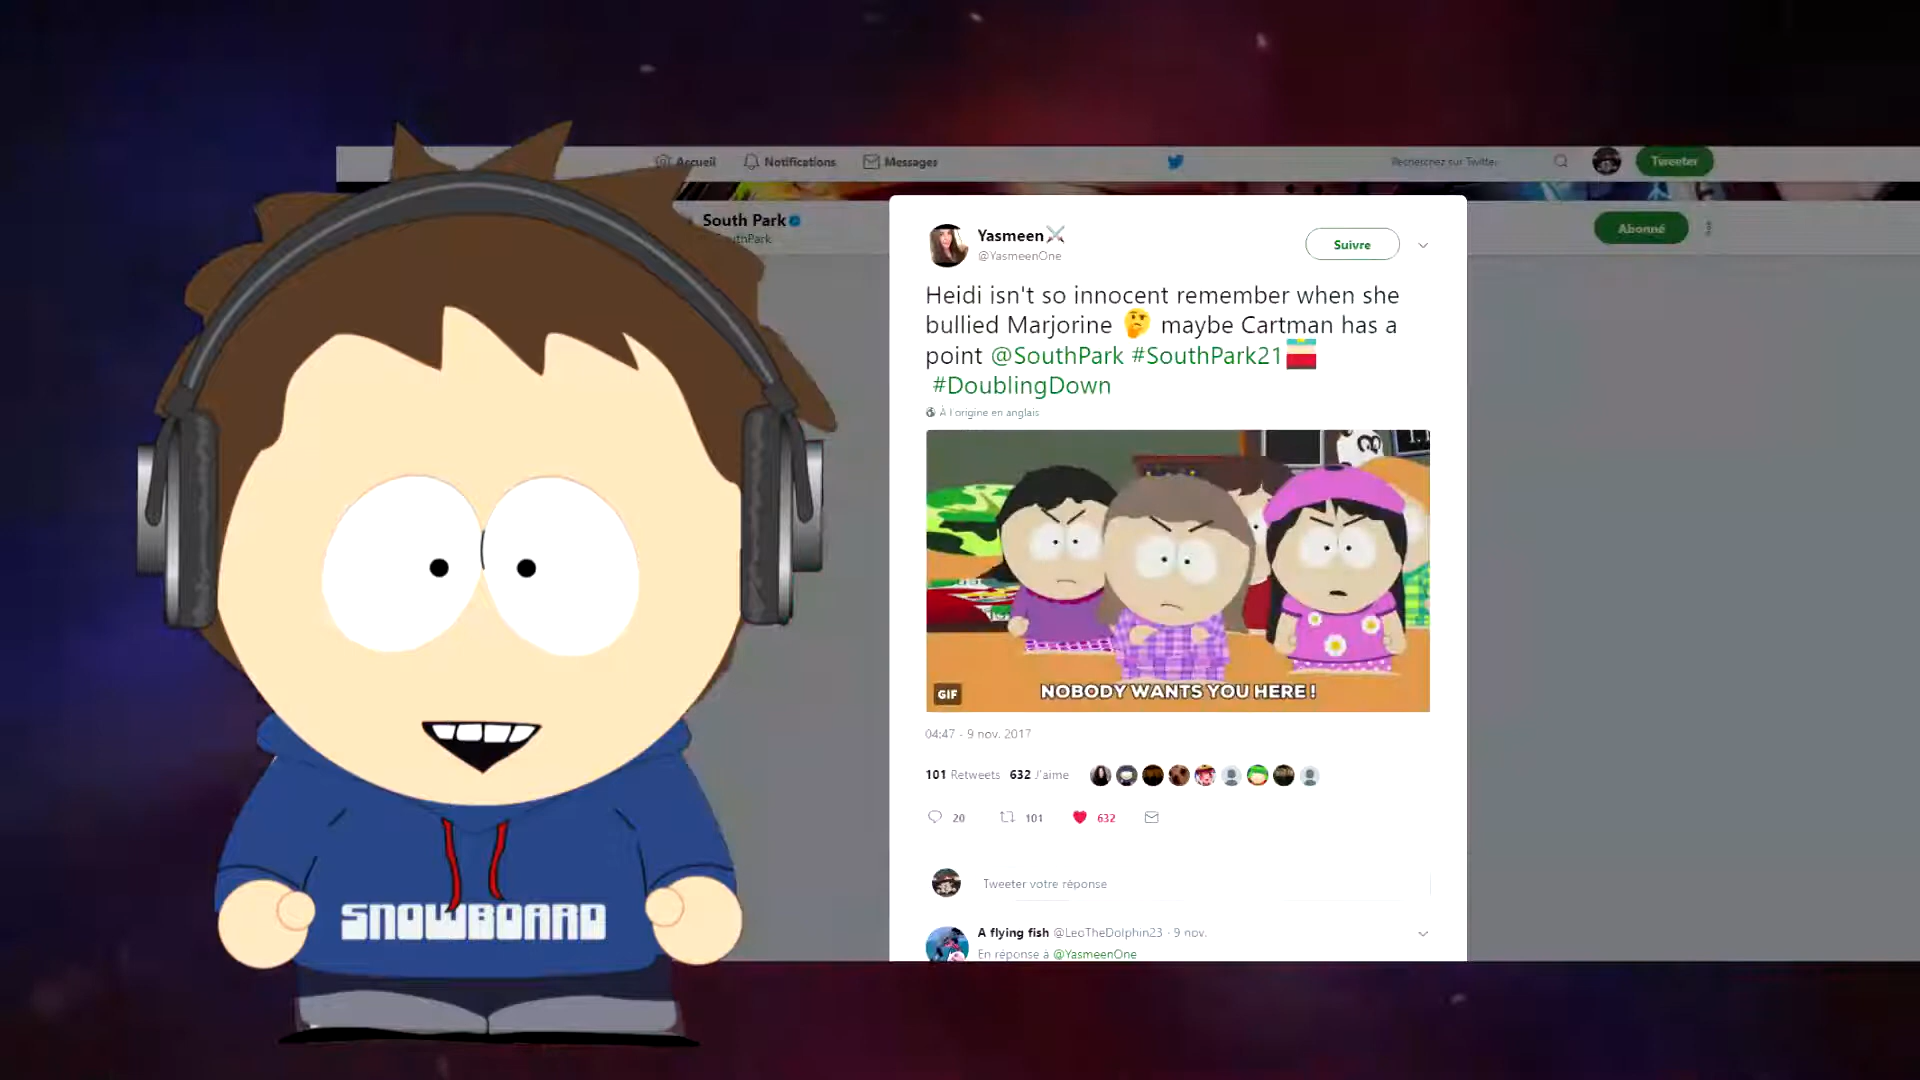 Accueil Notifications Messages Recherchez sur Twitter Tweeter
South Park
Abonné
Yasmeen
@YasmeenOne
Suivre
Heidi isn't so innocent remember when she
bullied Marjorine 🤔 maybe Cartman has a
point @SouthPark #SouthPark21
#DoublingDown
À l'origine en anglais
GIF
NOBODY WANTS YOU HERE!
04:47 - 9 nov. 2017
101 Retweets 632 J'aime
20 101 632
Tweeter votre réponse
A flying fish @LeoTheDolphin23 · 9 nov.
En réponse à @YasmeenOne
SNOWBOARD